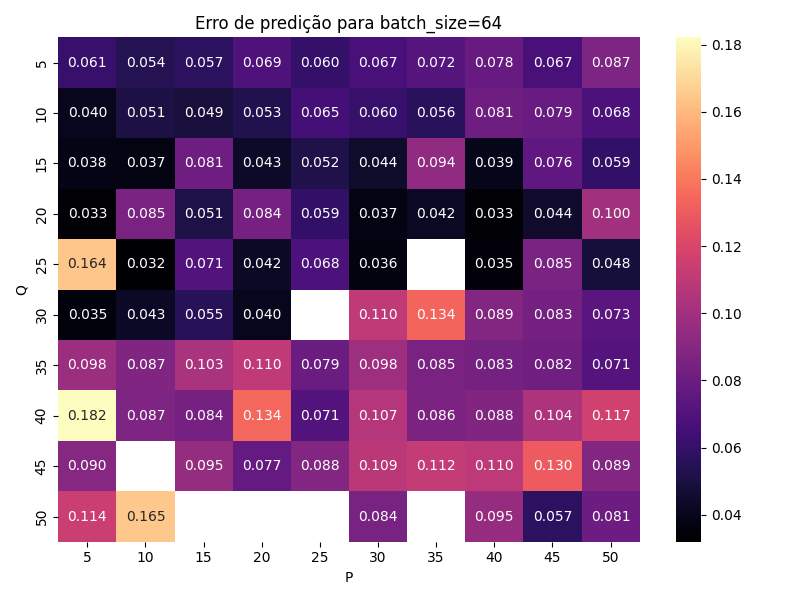 Erro de predição para batch_size=64
5 0.061 0.054 0.057 0.069 0.060 0.067 0.072 0.078 0.067 0.087
10 0.040 0.051 0.049 0.053 0.065 0.060 0.056 0.081 0.079 0.068
15 0.038 0.037 0.081 0.043 0.052 0.044 0.094 0.039 0.076 0.059
20 0.033 0.085 0.051 0.084 0.059 0.037 0.042 0.033 0.044 0.100
25 0.164 0.032 0.071 0.042 0.068 0.036 0.035 0.085 0.048
30 0.035 0.043 0.055 0.040 0.110 0.134 0.089 0.083 0.073
35 0.098 0.087 0.103 0.110 0.079 0.098 0.085 0.083 0.082 0.071
40 0.182 0.087 0.084 0.134 0.071 0.107 0.086 0.088 0.104 0.117
45 0.090 0.095 0.077 0.088 0.109 0.112 0.110 0.130 0.089
50 0.114 0.165 0.084 0.095 0.057 0.081
5 10 15 20 25 30 35 40 45 50
P
Q
0.18
0.16
0.14
0.12
0.10
0.08
0.06
0.04